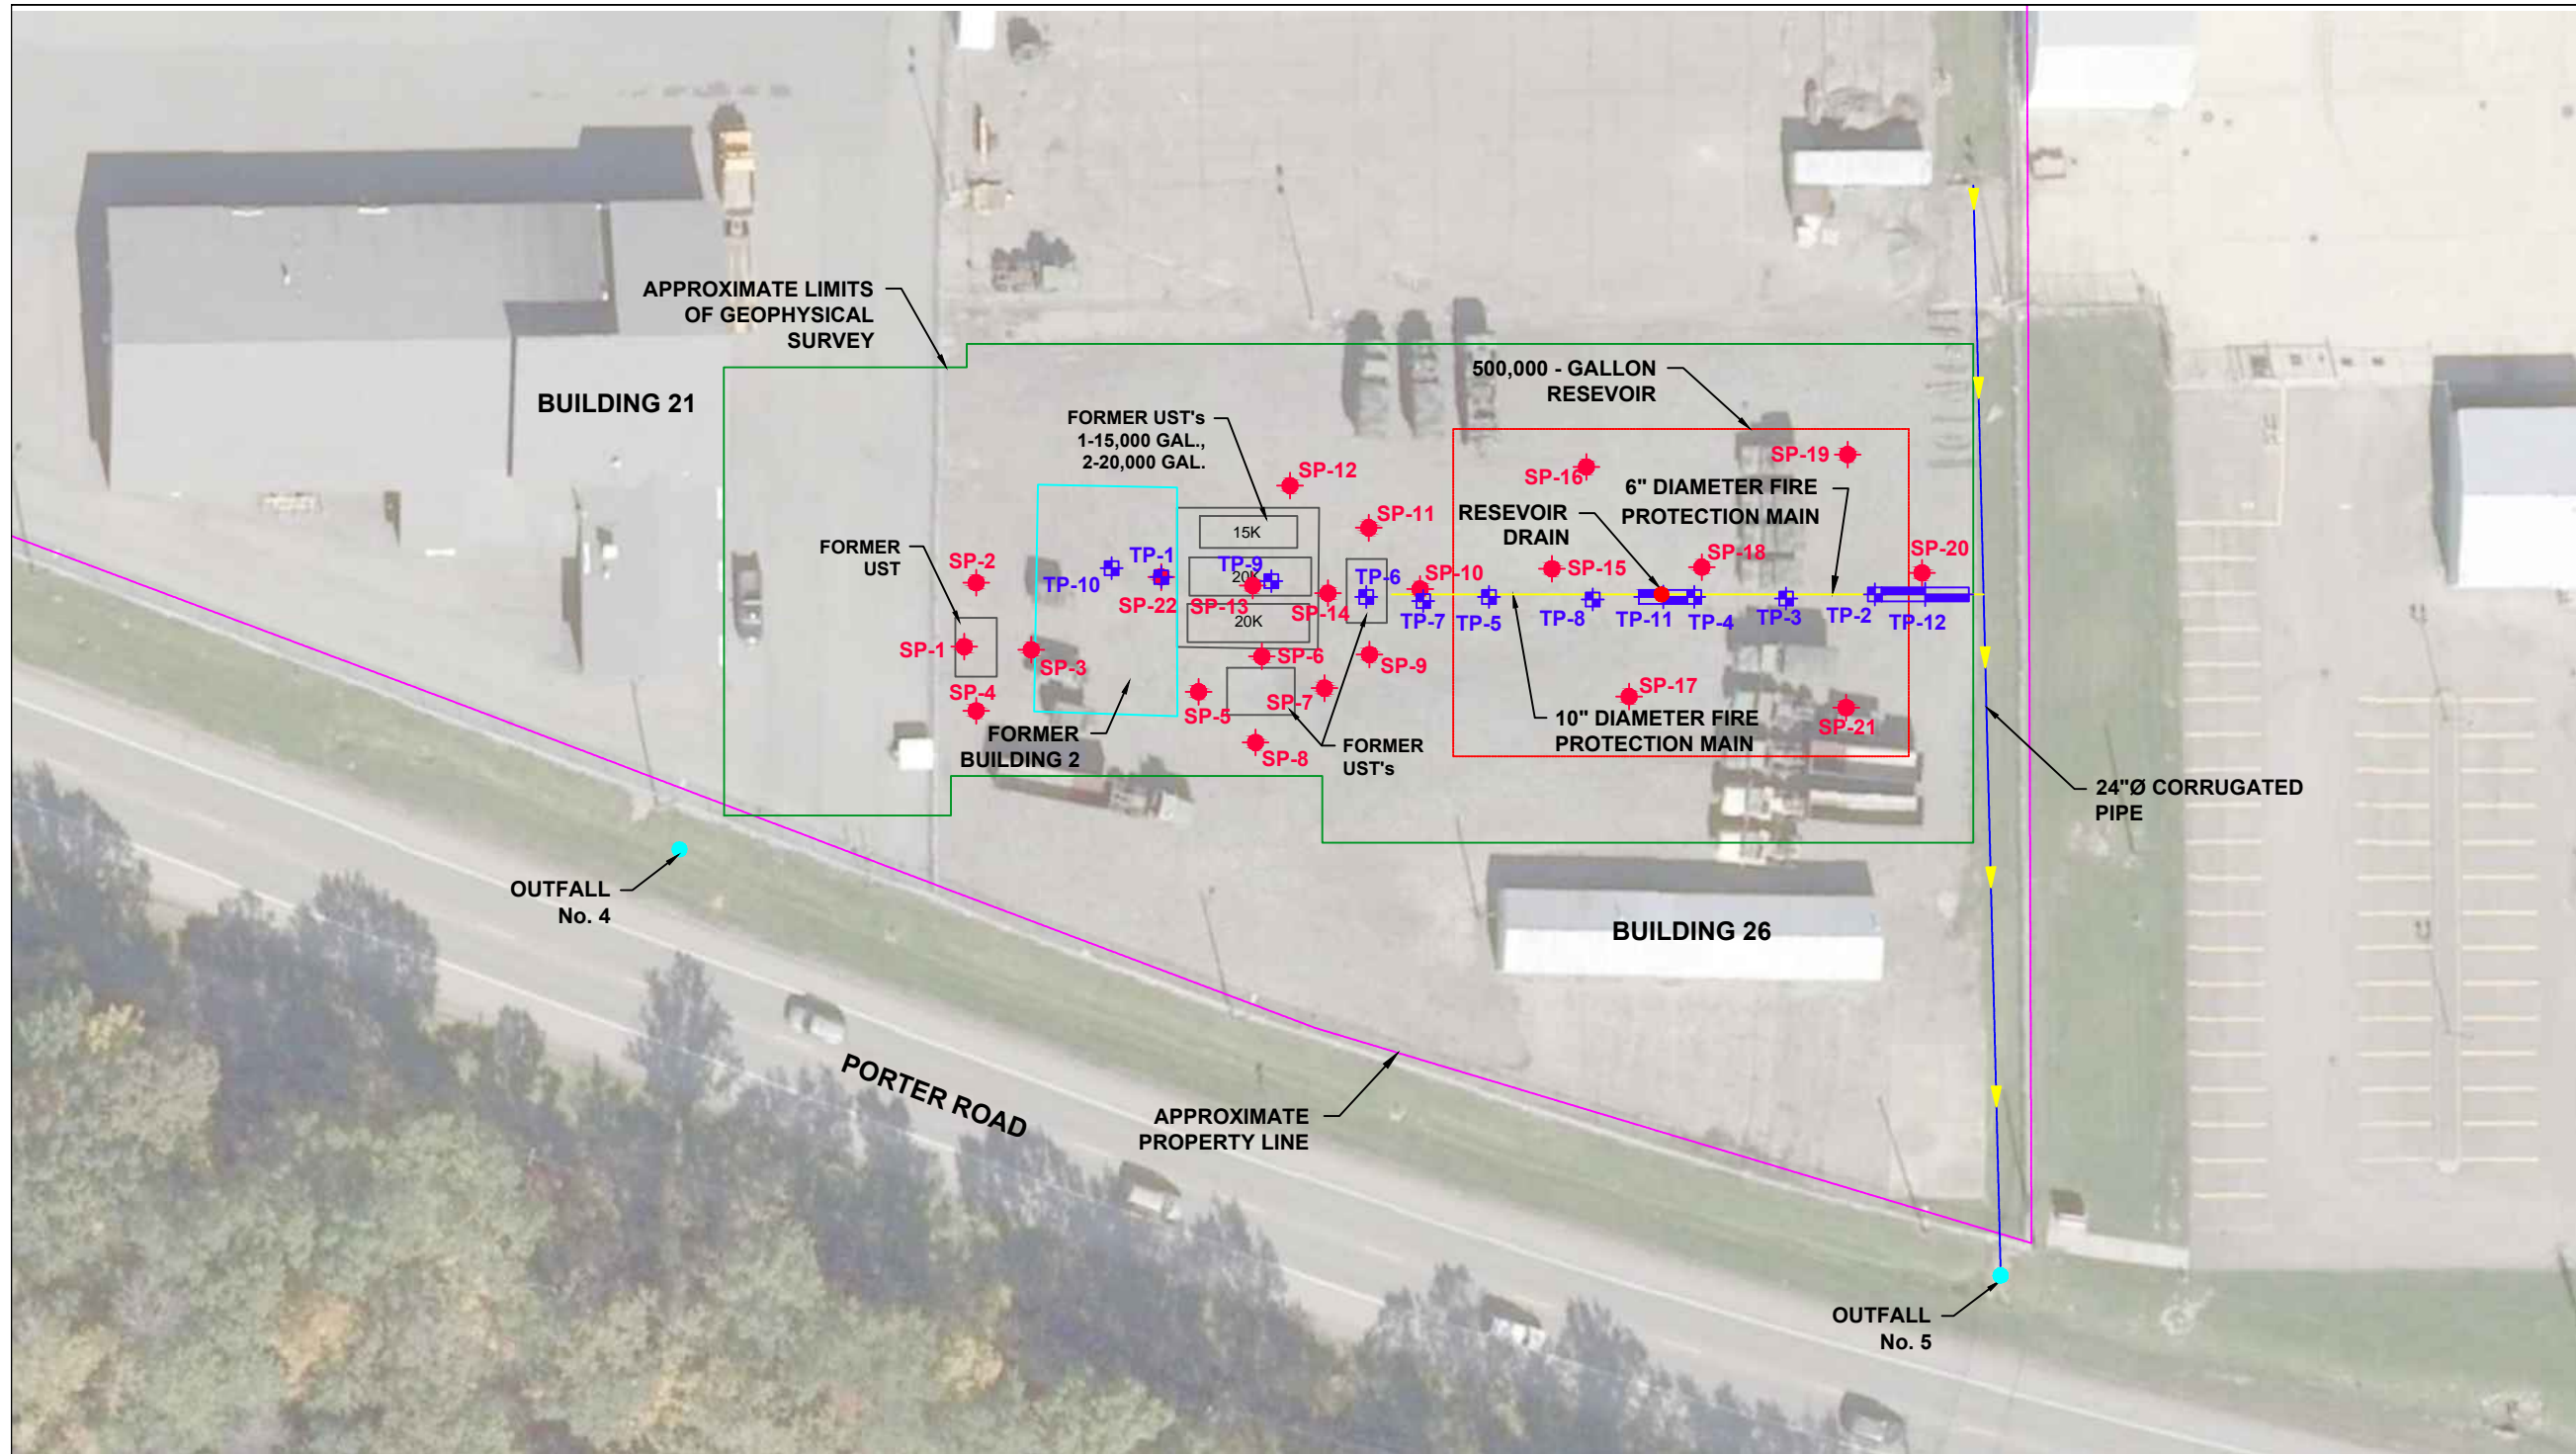 APPROXIMATE LIMITS
OF GEOPHYSICAL
SURVEY
BUILDING 21
500,000 - GALLON
RESEVOIR
FORMER UST's
1-15,000 GAL.,
2-20,000 GAL.
SP-12
SP-16
SP-19
6" DIAMETER FIRE
PROTECTION MAIN
RESEVOIR
DRAIN
SP-11
15K
FORMER
UST
SP-2
TP-10
TP-1
SP-22
TP-9
20K
SP-13
SP-14
TP-6
SP-10
TP-7
TP-5
SP-15
TP-8
TP-11
SP-18
TP-4
TP-3
TP-2
SP-20
TP-12
20K
SP-1
SP-3
SP-6
SP-9
SP-4
SP-5
SP-7
SP-17
SP-21
10" DIAMETER FIRE
PROTECTION MAIN
FORMER
BUILDING 2
SP-8
FORMER
UST's
24"Ø CORRUGATED
PIPE
OUTFALL
No. 4
BUILDING 26
PORTER ROAD
APPROXIMATE
PROPERTY LINE
OUTFALL
No. 5